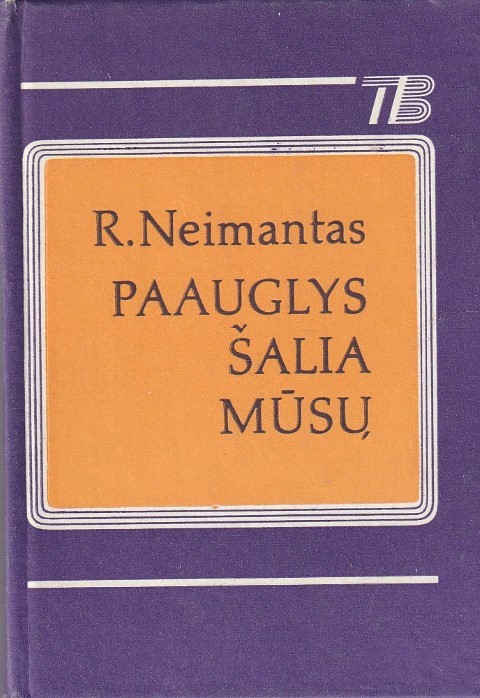 TB
R. Neimantas
PAAUGLYS
ŠALIA
MŪSŲ